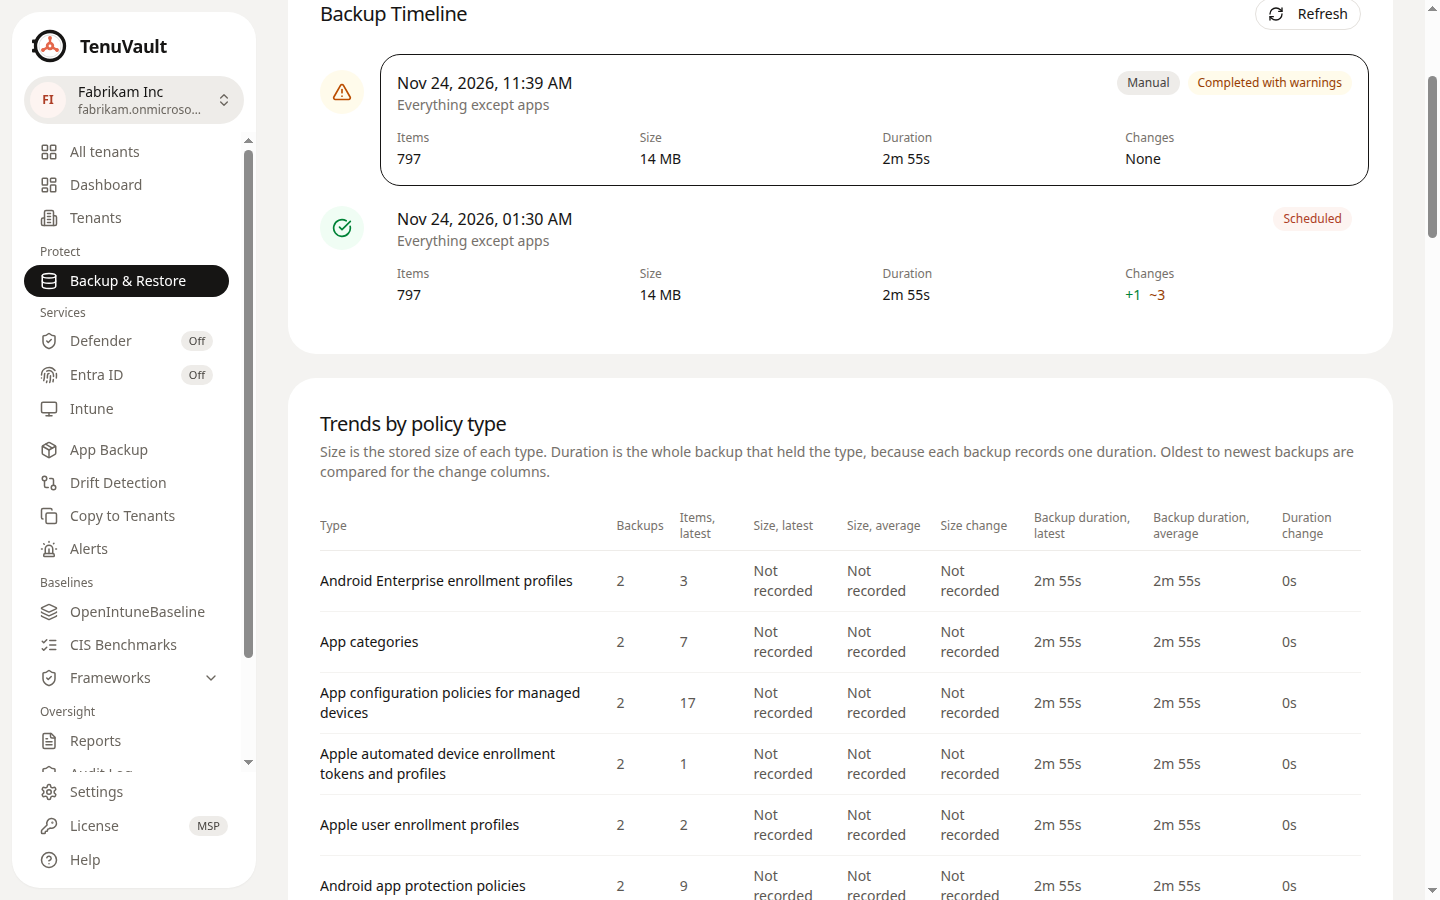 TenuVault
FI
Fabrikam Inc
fabrikam.onmicroso...
All tenants
Dashboard
Tenants
Protect
Backup & Restore
Services
Defender
Off
Entra ID
Off
Intune
App Backup
Drift Detection
Copy to Tenants
Alerts
Baselines
OpenIntuneBaseline
CIS Benchmarks
Frameworks
Oversight
Reports
Audit Log
Settings
License
MSP
Help
Backup Timeline
Refresh
Nov 24, 2026, 11:39 AM
Manual
Completed with warnings
Everything except apps
Items Size Duration Changes
797 14 MB 2m 55s None
Nov 24, 2026, 01:30 AM
Scheduled
Everything except apps
Items Size Duration Changes
797 14 MB 2m 55s +1 ~3
Trends by policy type
Size is the stored size of each type. Duration is the whole backup that held the type, because each backup records one duration. Oldest to newest backups are
compared for the change columns.
Type Backups Items, latest Size, latest Size, average Size change Backup duration, latest Backup duration, average Duration change
Android Enterprise enrollment profiles 2 3 Not recorded Not recorded Not recorded 2m 55s 2m 55s 0s
App categories 2 7 Not recorded Not recorded Not recorded 2m 55s 2m 55s 0s
App configuration policies for managed devices 2 17 Not recorded Not recorded Not recorded 2m 55s 2m 55s 0s
Apple automated device enrollment tokens and profiles 2 1 Not recorded Not recorded Not recorded 2m 55s 2m 55s 0s
Apple user enrollment profiles 2 2 Not recorded Not recorded Not recorded 2m 55s 2m 55s 0s
Android app protection policies 2 9 Not recorded Not recorded Not recorded 2m 55s 2m 55s 0s